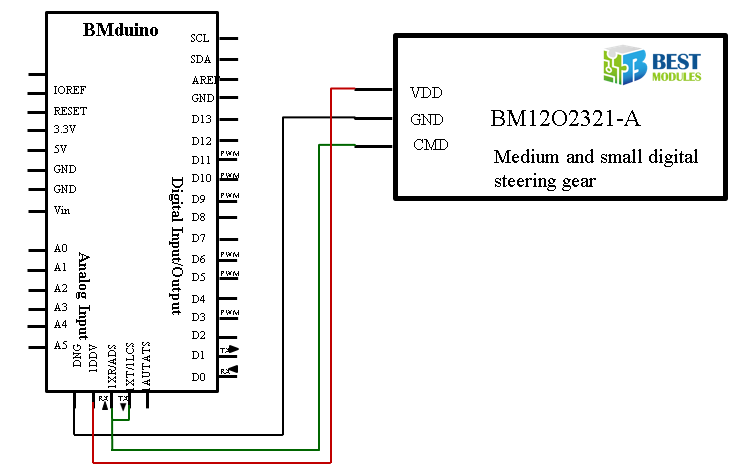 BMduino
IOREF
RESET
3.3V
5V
GND
GND
Vin
A0
A1
A2
A3
A4
A5
Analog Input
SCL
SDA
AREF
GND
D13
D12
PWM
D11
PWM
D10
PWM
D9
D8
D7
PWM
D6
PWM
D5
D4
PWM
D3
D2
TX
D1
RX
D0
Digital Input/Output
DNG
1DDV
1XR/ADS
1XT/1LCS
1AUTATS
RX
TX
BEST
MODULES
VDD
GND
CMD
BM12O2321-A
Medium and small digital
steering gear